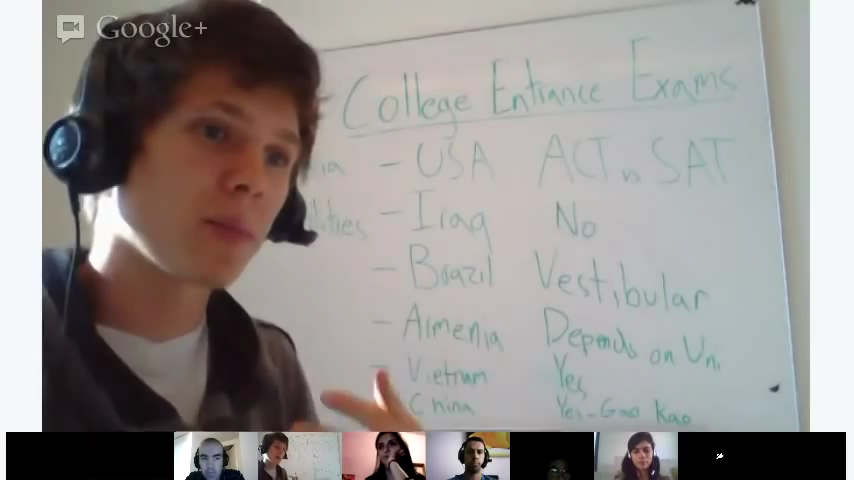 Google+
College Entrance Exams
- USA ACT vs SAT
- Iraq No
- Brazil Vestibular
- Armenia Depends on Uni
- Vietnam Yes
China Yes-Gao Kao